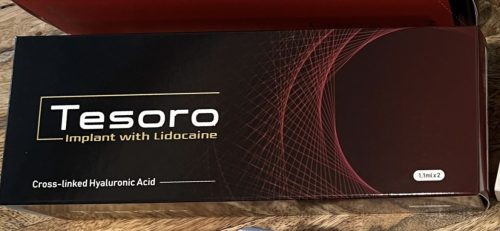 Tesoro
Implant with Lidocaine
Cross-linked Hyaluronic Acid
1.1ml x 2